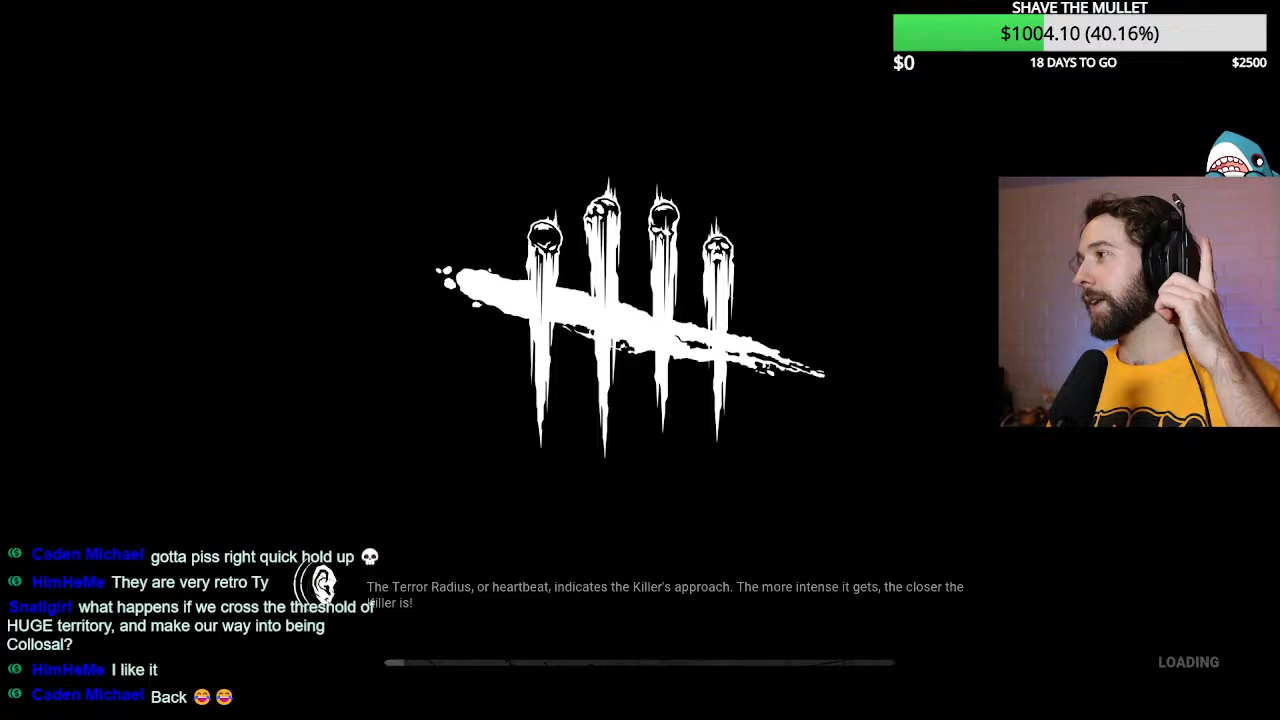 SHAVE THE MULLET
$1004.10 (40.16%)
$0
18 DAYS TO GO
$2500
Caden Michael gotta piss right quick hold up 💀
HimHeMe They are very retro Ty
Snailgirl what happens if we cross the threshold of
HUGE territory, and make our way into being
Collosal?
HimHeMe I like it
Caden Michael Back 😂 😂
The Terror Radius, or heartbeat, indicates the Killer's approach. The more intense it gets, the closer the
Killer is!
LOADING